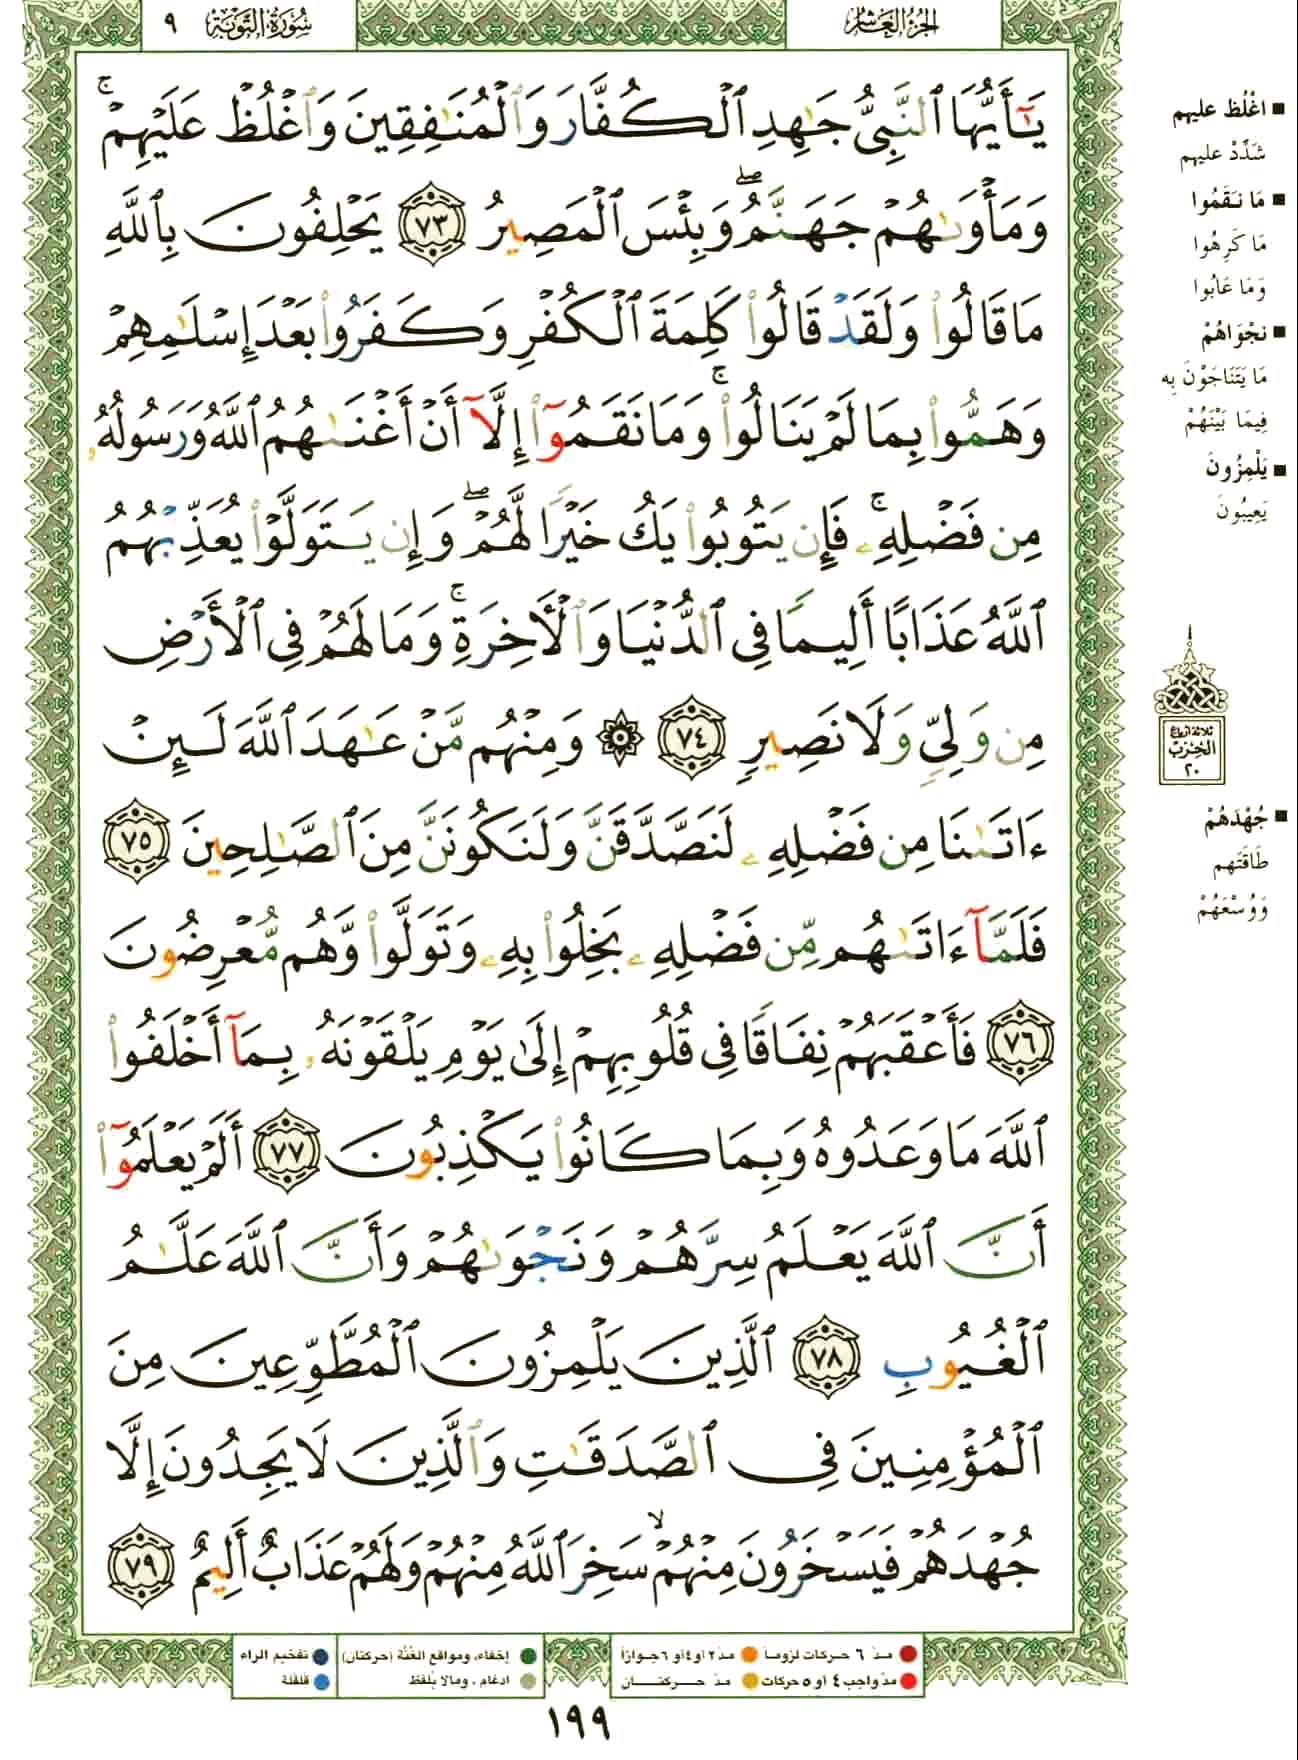 الجزء العاشر
سورة التوبة ٩
يَٰٓأَيُّهَا ٱلنَّبِيُّ جَٰهِدِ ٱلْكُفَّارَ وَٱلْمُنَٰفِقِينَ وَٱغْلُظْ عَلَيْهِمْ ۚ
وَمَأْوَىٰهُمْ جَهَنَّمُ ۖ وَبِئْسَ ٱلْمَصِيرُ ٧٣ يَحْلِفُونَ بِٱللَّهِ
مَا قَالُوا۟ وَلَقَدْ قَالُوا۟ كَلِمَةَ ٱلْكُفْرِ وَكَفَرُوا۟ بَعْدَ إِسْلَٰمِهِمْ
وَهَمُّوا۟ بِمَا لَمْ يَنَالُوا۟ ۚ وَمَا نَقَمُوٓا۟ إِلَّآ أَنْ أَغْنَىٰهُمُ ٱللَّهُ وَرَسُولُهُۥ
مِن فَضْلِهِۦ ۚ فَإِن يَتُوبُوا۟ يَكُ خَيْرًا لَّهُمْ ۖ وَإِن يَتَوَلَّوْا۟ يُعَذِّبْهُمُ
ٱللَّهُ عَذَابًا أَلِيمًا فِي ٱلدُّنْيَا وَٱلْأَخِرَةِ ۚ وَمَا لَهُمْ فِي ٱلْأَرْضِ
مِن وَلِيٍّ وَلَا نَصِيرٍ ٧٤ ۞ وَمِنْهُم مَّنْ عَٰهَدَ ٱللَّهَ لَئِنْ
ءَاتَىٰنَا مِن فَضْلِهِۦ لَنَصَّدَّقَنَّ وَلَنَكُونَنَّ مِنَ ٱلصَّٰلِحِينَ ٧٥
فَلَمَّآ ءَاتَىٰهُم مِّن فَضْلِهِۦ بَخِلُوا۟ بِهِۦ وَتَوَلَّوا۟ وَّهُم مُّعْرِضُونَ
٧٦ فَأَعْقَبَهُمْ نِفَاقًا فِي قُلُوبِهِمْ إِلَىٰ يَوْمِ يَلْقَوْنَهُۥ بِمَآ أَخْلَفُوا۟
ٱللَّهَ مَا وَعَدُوهُ وَبِمَا كَانُوا۟ يَكْذِبُونَ ٧٧ أَلَمْ يَعْلَمُوٓا۟
أَنَّ ٱللَّهَ يَعْلَمُ سِرَّهُمْ وَنَجْوَىٰهُمْ وَأَنَّ ٱللَّهَ عَلَّٰمُ
ٱلْغُيُوبِ ٧٨ ٱلَّذِينَ يَلْمِزُونَ ٱلْمُطَّوِّعِينَ مِنَ
ٱلْمُؤْمِنِينَ فِي ٱلصَّدَقَٰتِ وَٱلَّذِينَ لَا يَجِدُونَ إِلَّا
جُهْدَهُمْ فَيَسْخَرُونَ مِنْهُمْ ۙ سَخِرَ ٱللَّهُ مِنْهُمْ وَلَهُمْ عَذَابٌ أَلِيمٌ ٧٩
■ اغْلُظ عليهم
شَدِّدْ عليهم
■ مَا نَقَمُوا
مَا كَرِهُوا
وَمَا عَابُوا
■ نجْوَاهُمْ
مَا يَتَنَاجَوْنَ بِه
فِيمَا بَيْنَهُمْ
■ يَلْمِزُونَ
يَعِيبُونَ
ثلاثة أرباع
الحزب
٢٠
■ جُهْدَهُمْ
طَاقَتَهم
وَوُسْعَهُمْ
مدّ ٦ حركات لزوماً
مدّ ٢ أو ٤ أو ٦ جوازاً
إخفاء، ومواقع الغُنَّة (حركتان)
تفخيم الراء
مدّ واجب ٤ أو ٥ حركات
مدّ حركتان
ادغام، ومالا يُلفظ
قلقلة
١٩٩